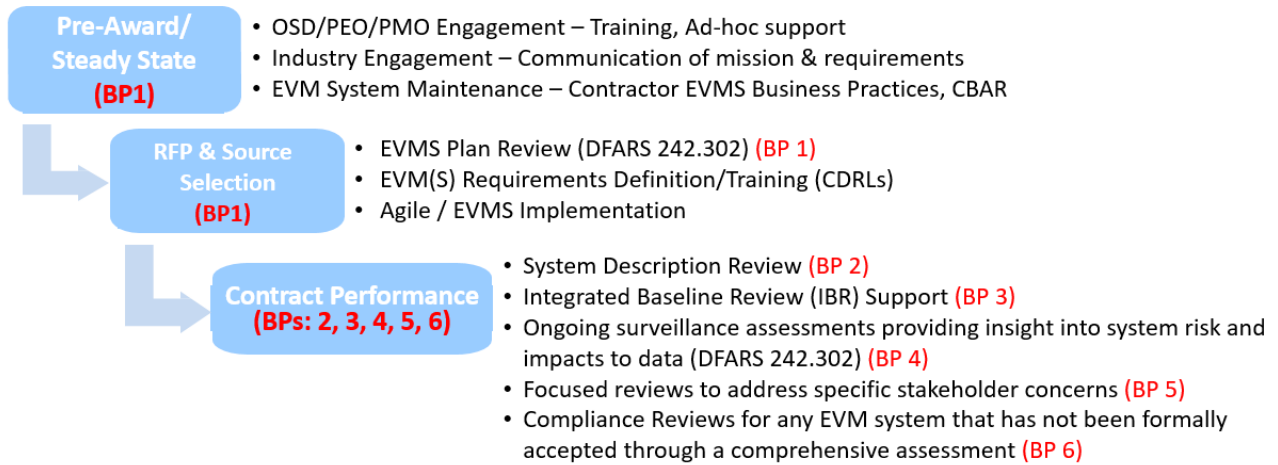 Pre-Award/
Steady State
(BP1)
• OSD/PEO/PMO Engagement – Training, Ad-hoc support
• Industry Engagement – Communication of mission & requirements
• EVM System Maintenance – Contractor EVMS Business Practices, CBAR
RFP & Source
Selection
(BP1)
• EVMS Plan Review (DFARS 242.302) (BP 1)
• EVM(S) Requirements Definition/Training (CDRLs)
• Agile / EVMS Implementation
Contract Performance
(BPs: 2, 3, 4, 5, 6)
• System Description Review (BP 2)
• Integrated Baseline Review (IBR) Support (BP 3)
• Ongoing surveillance assessments providing insight into system risk and
impacts to data (DFARS 242.302) (BP 4)
• Focused reviews to address specific stakeholder concerns (BP 5)
• Compliance Reviews for any EVM system that has not been formally
accepted through a comprehensive assessment (BP 6)